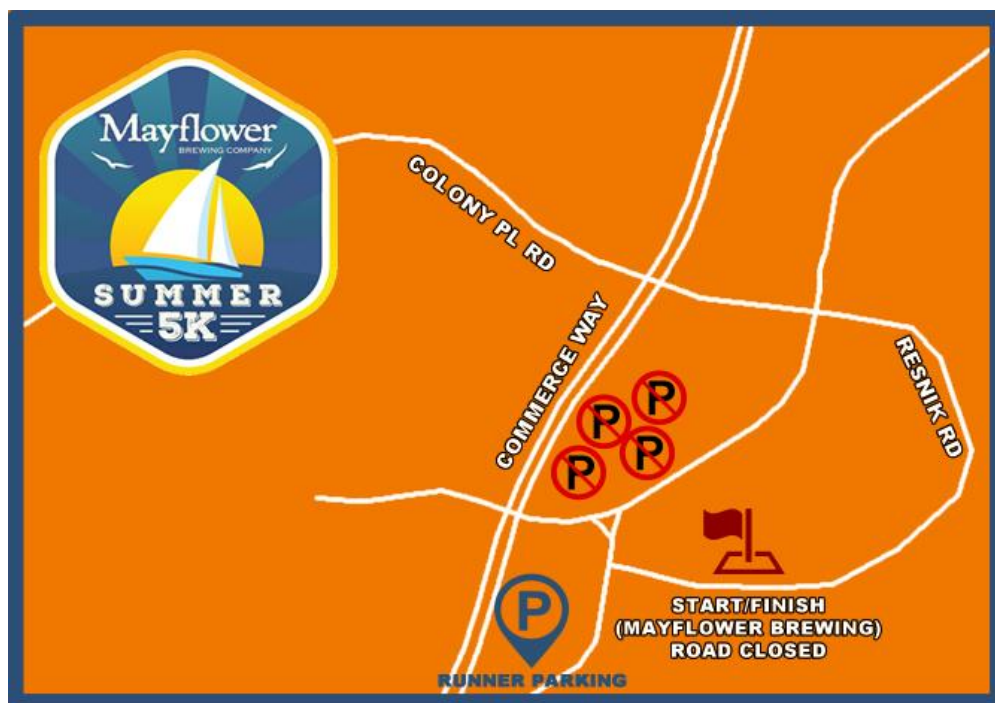 Mayflower
BREWING COMPANY
SUMMER
5K
COLONY PL RD
COMMERCE WAY
RESNIK RD
P
P
P
P
P
START/FINISH
(MAYFLOWER BREWING)
ROAD CLOSED
RUNNER PARKING